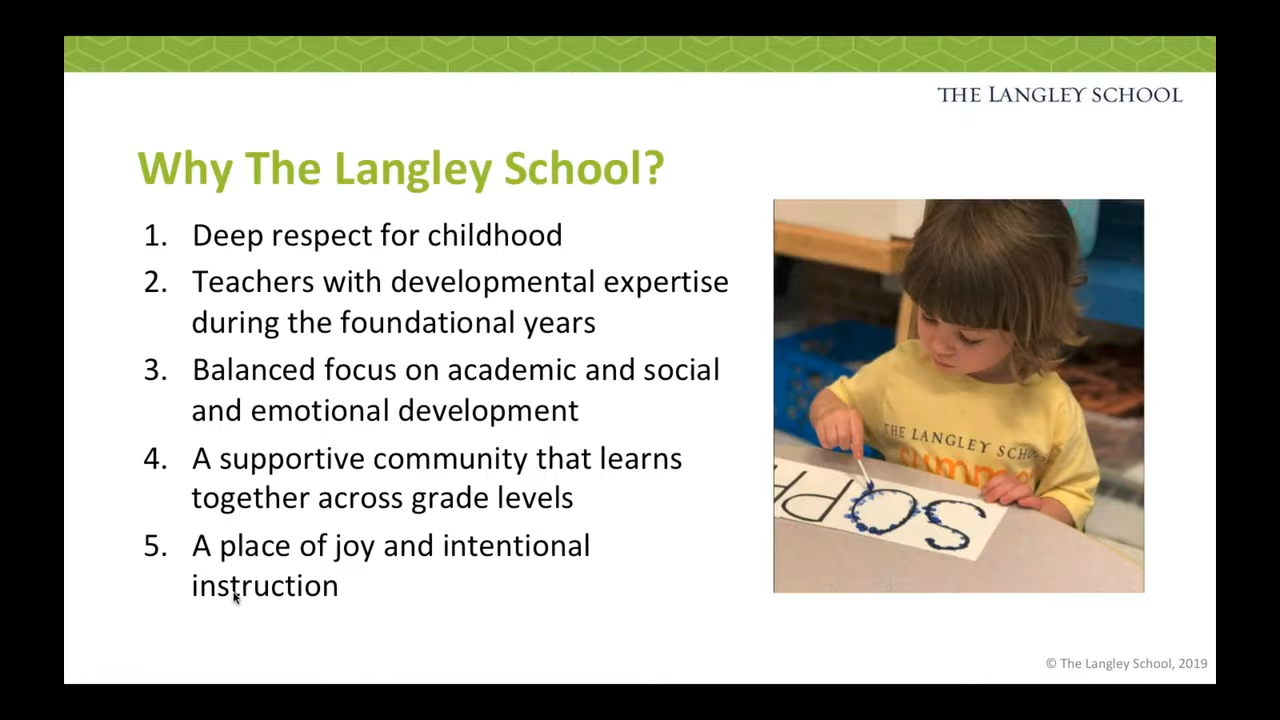 THE LANGLEY SCHOOL
Why The Langley School?
1. Deep respect for childhood
2. Teachers with developmental expertise
during the foundational years
3. Balanced focus on academic and social
and emotional development
4. A supportive community that learns
together across grade levels
5. A place of joy and intentional
instruction
THE LANGLEY SCHOOL
SOPH
© The Langley School, 2019